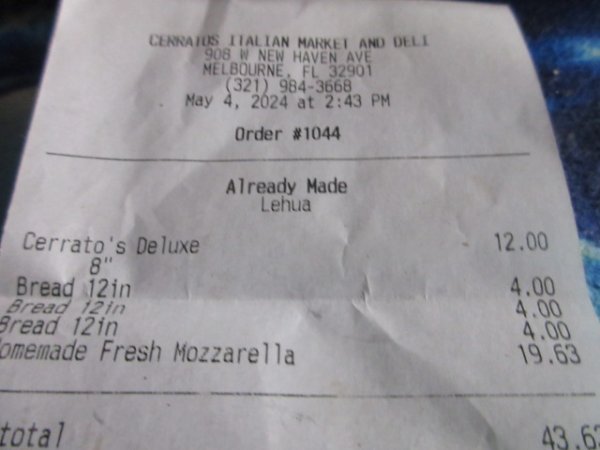 CERRATOS ITALIAN MARKET AND DELI
908 W NEW HAVEN AVE
MELBOURNE, FL 32901
(321) 984-3668
May 4, 2024 at 2:43 PM
Order #1044
Already Made
Lehua
Cerrato's Deluxe 12.00
8"
Bread 12in 4.00
Bread 12in 4.00
Bread 12in 4.00
omemade Fresh Mozzarella 19.63
total 43.63